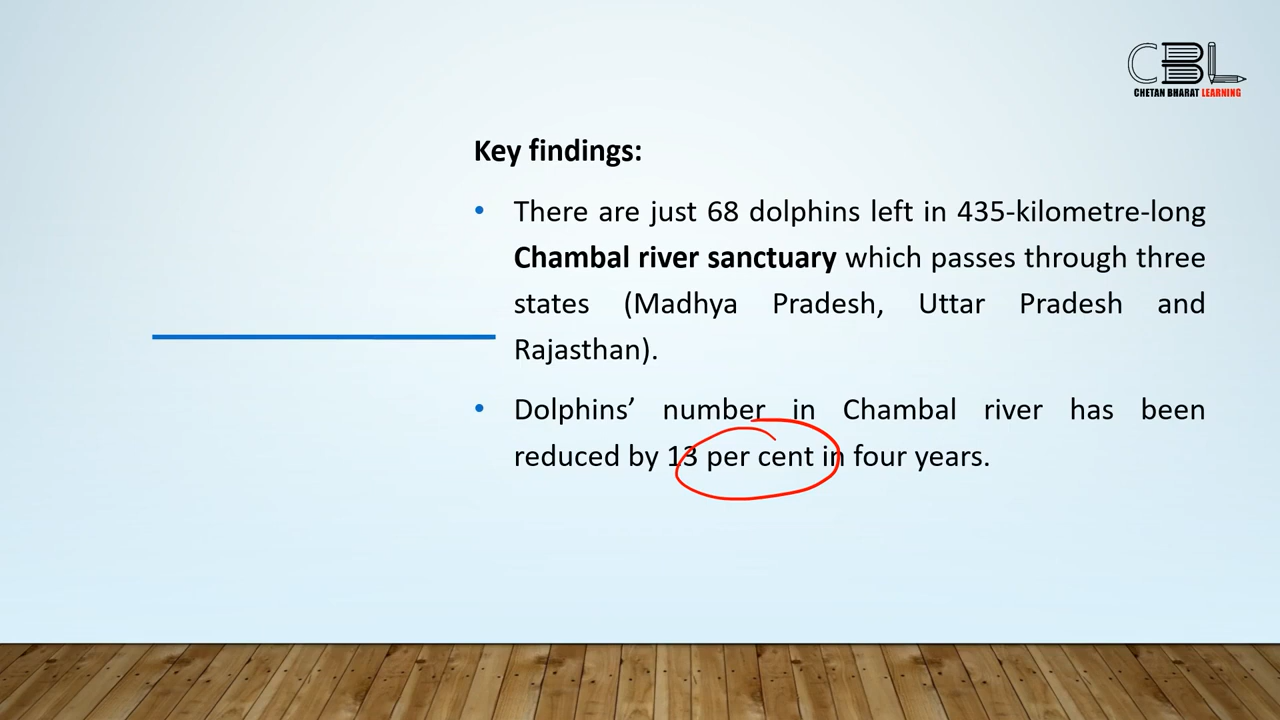 CBL
CHETAN BHARAT LEARNING
Key findings:
• There are just 68 dolphins left in 435-kilometre-long
Chambal river sanctuary which passes through three
states (Madhya Pradesh, Uttar Pradesh and
Rajasthan).
• Dolphins’ number in Chambal river has been
reduced by 13 per cent in four years.